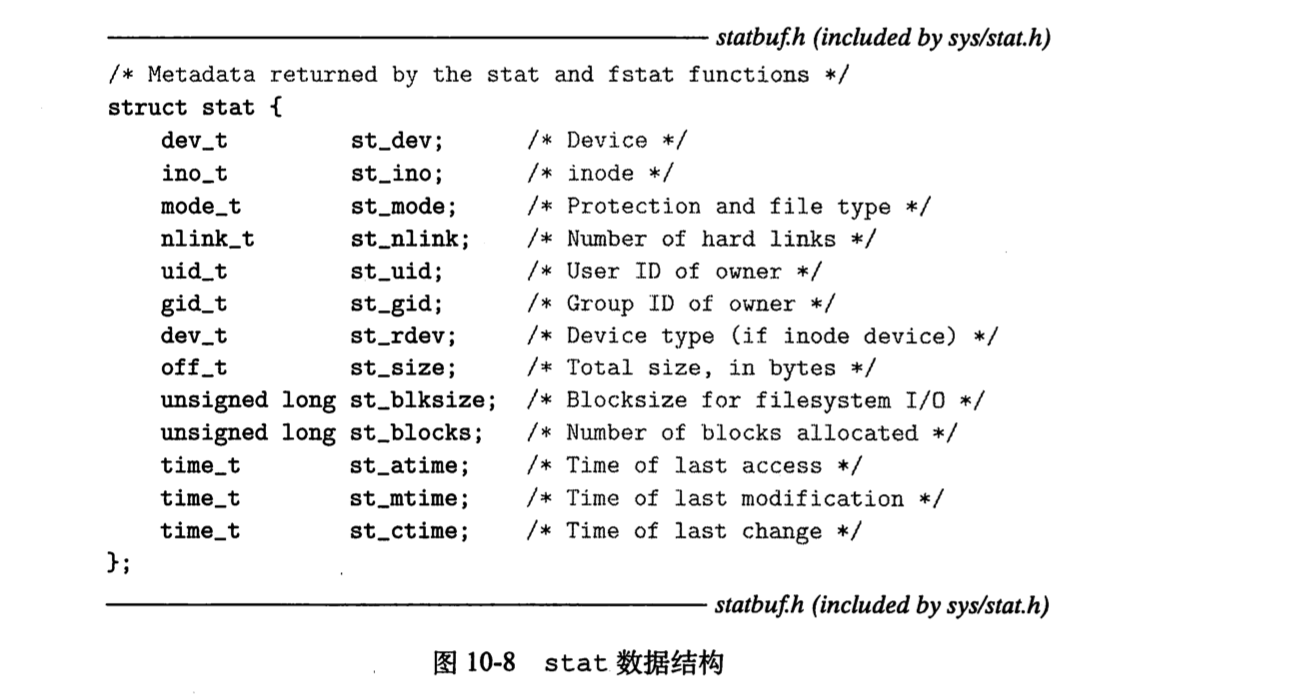 statbuf.h (included by sys/stat.h)
/* Metadata returned by the stat and fstat functions */
struct stat {
    dev_t         st_dev;      /* Device */
    ino_t         st_ino;      /* inode */
    mode_t        st_mode;     /* Protection and file type */
    nlink_t       st_nlink;    /* Number of hard links */
    uid_t         st_uid;      /* User ID of owner */
    gid_t         st_gid;      /* Group ID of owner */
    dev_t         st_rdev;     /* Device type (if inode device) */
    off_t         st_size;     /* Total size, in bytes */
    unsigned long st_blksize;  /* Blocksize for filesystem I/O */
    unsigned long st_blocks;   /* Number of blocks allocated */
    time_t        st_atime;    /* Time of last access */
    time_t        st_mtime;    /* Time of last modification */
    time_t        st_ctime;    /* Time of last change */
};
statbuf.h (included by sys/stat.h)
图 10-8 stat 数据结构